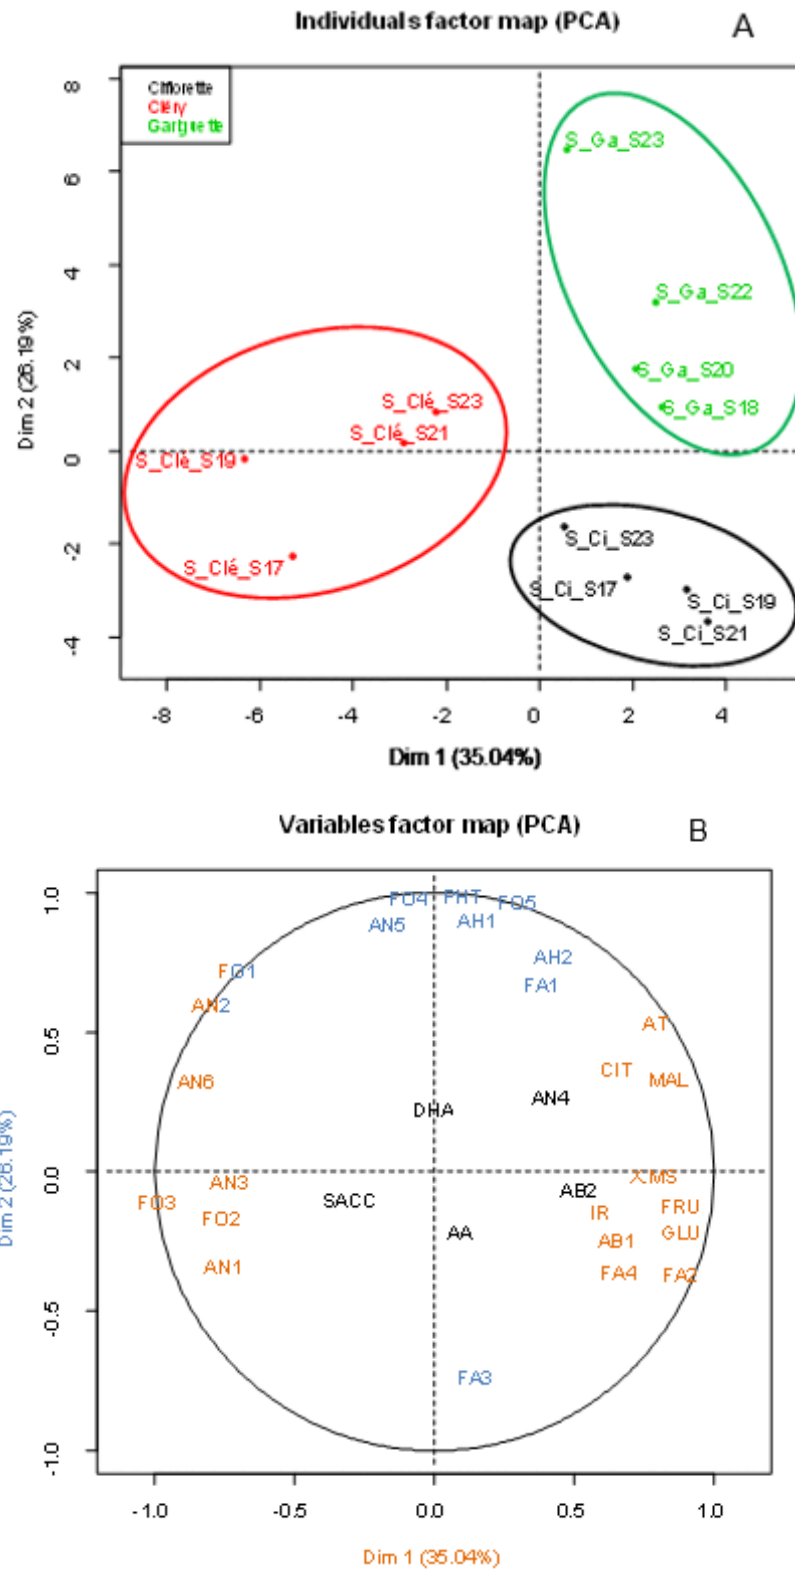 Individuals factor map (PCA)
A
Ciflorette
Cléry
Gariguette
8
6
4
2
0
-2
-4
Dim 2 (26.19%)
S_Ga_S23
S_Ga_S22
S_Ga_S20
S_Ga_S18
S_Clé_S23
S_Clé_S21
S_Clé_S19
S_Clé_S17
S_Ci_S23
S_Ci_S17
S_Ci_S19
S_Ci_S21
-8 -6 -4 -2 0 2 4
Dim 1 (35.04%)
Variables factor map (PCA)
B
1.0
0.5
0.0
-0.5
-1.0
Dim 2 (26.19%)
FO4 PHT FO5
AN5 AH1
FO1 AH2
FA1
AN2
AT
AN6 CIT MAL
DHA AN4
AN3 X.MS
FO3 SACC AB2 FRU
FO2 IR
AA AB1 GLU
AN1 FA4 FA2
FA3
-1.0 -0.5 0.0 0.5 1.0
Dim 1 (35.04%)